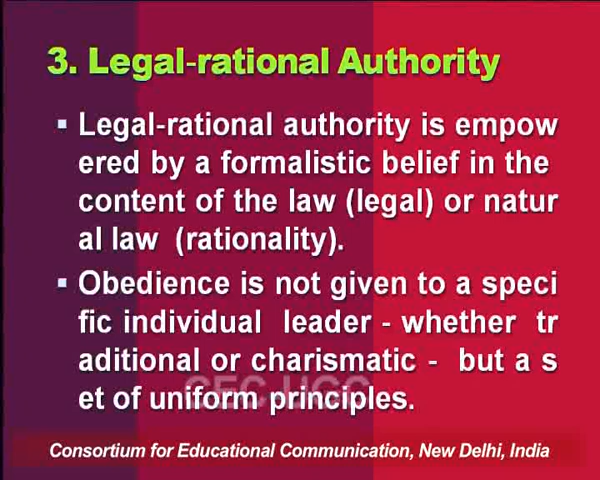 3. Legal-rational Authority
▪ Legal-rational authority is empow
ered by a formalistic belief in the
content of the law (legal) or natur
al law (rationality).
▪ Obedience is not given to a speci
fic individual leader - whether tr
aditional or charismatic - but a s
et of uniform principles.
CEC-UGC
Consortium for Educational Communication, New Delhi, India